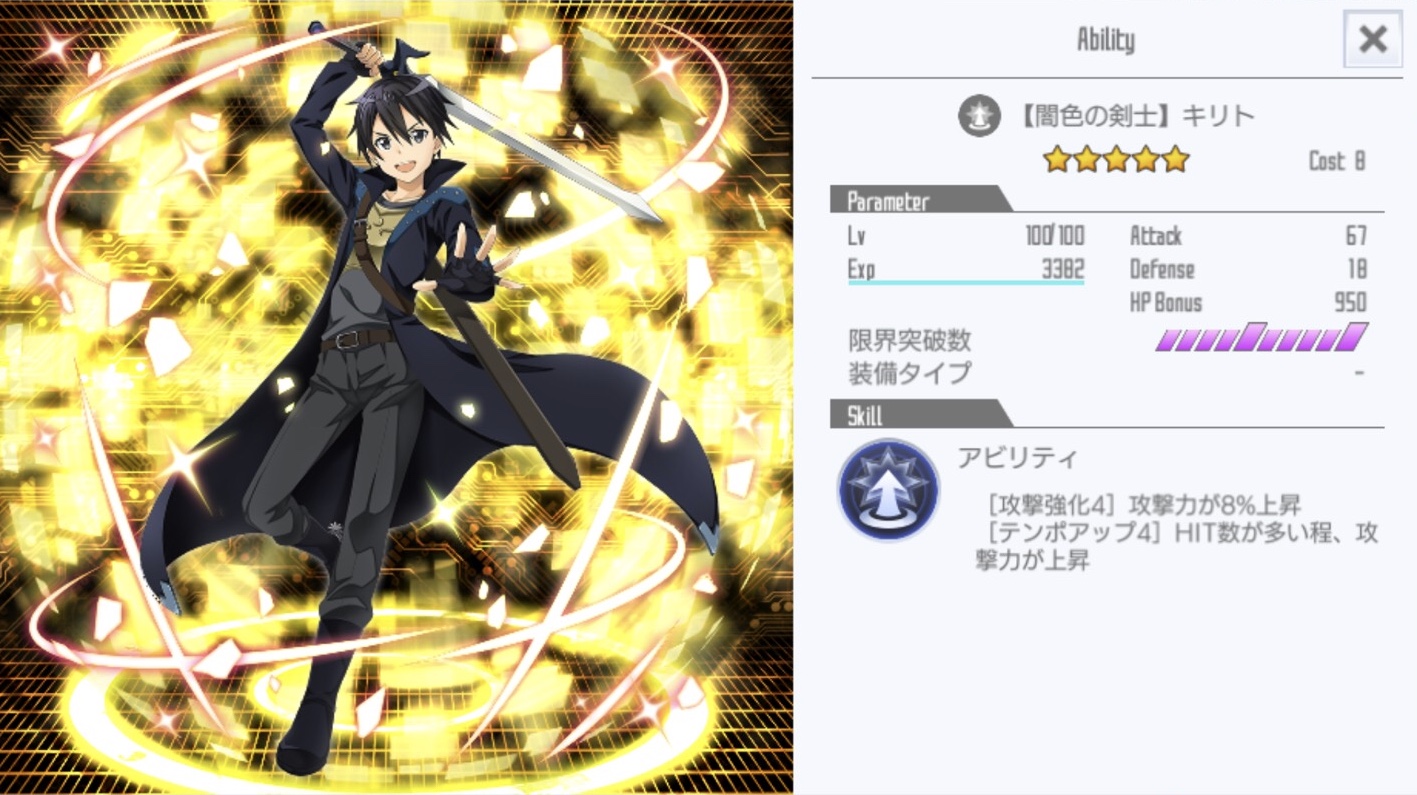 Ability
【闇色の剣士】キリト
Cost 8
Parameter
Lv 100/100
Exp 3382
Attack 67
Defense 18
HP Bonus 950
限界突破数
装備タイプ -
Skill
アビリティ
［攻撃強化4］攻撃力が8%上昇
［テンポアップ4］HIT数が多い程、攻
撃力が上昇